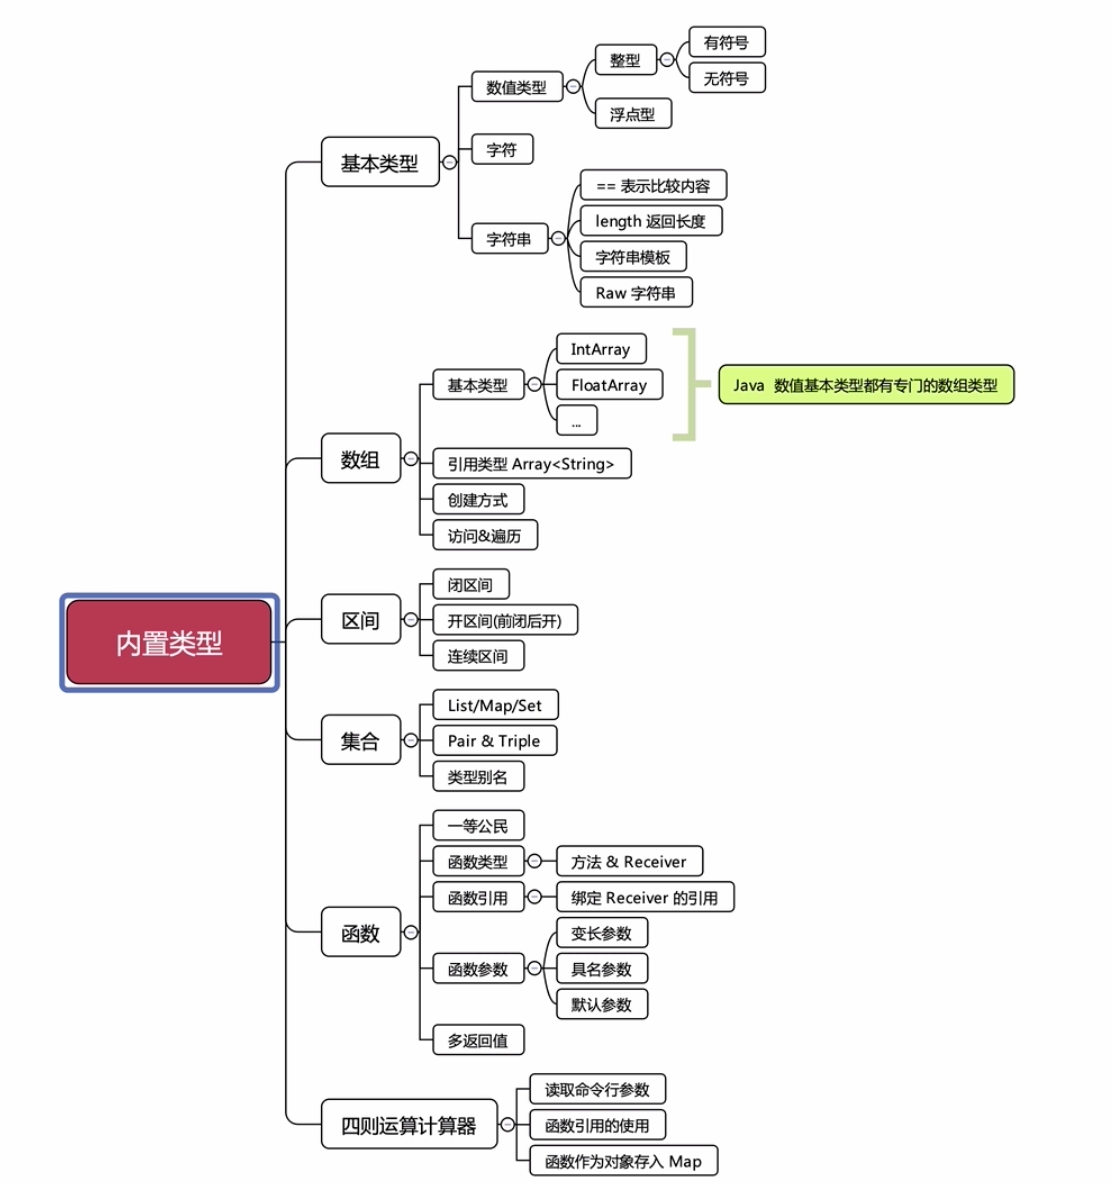 内置类型
基本类型
数值类型
整型
有符号
无符号
浮点型
字符
字符串
== 表示比较内容
length 返回长度
字符串模板
Raw 字符串
数组
基本类型
IntArray
FloatArray
...
Java 数值基本类型都有专门的数组类型
引用类型 Array<String>
创建方式
访问&遍历
区间
闭区间
开区间(前闭后开)
连续区间
集合
List/Map/Set
Pair & Triple
类型别名
函数
一等公民
函数类型
方法 & Receiver
函数引用
绑定 Receiver 的引用
函数参数
变长参数
具名参数
默认参数
多返回值
四则运算计算器
读取命令行参数
函数引用的使用
函数作为对象存入 Map